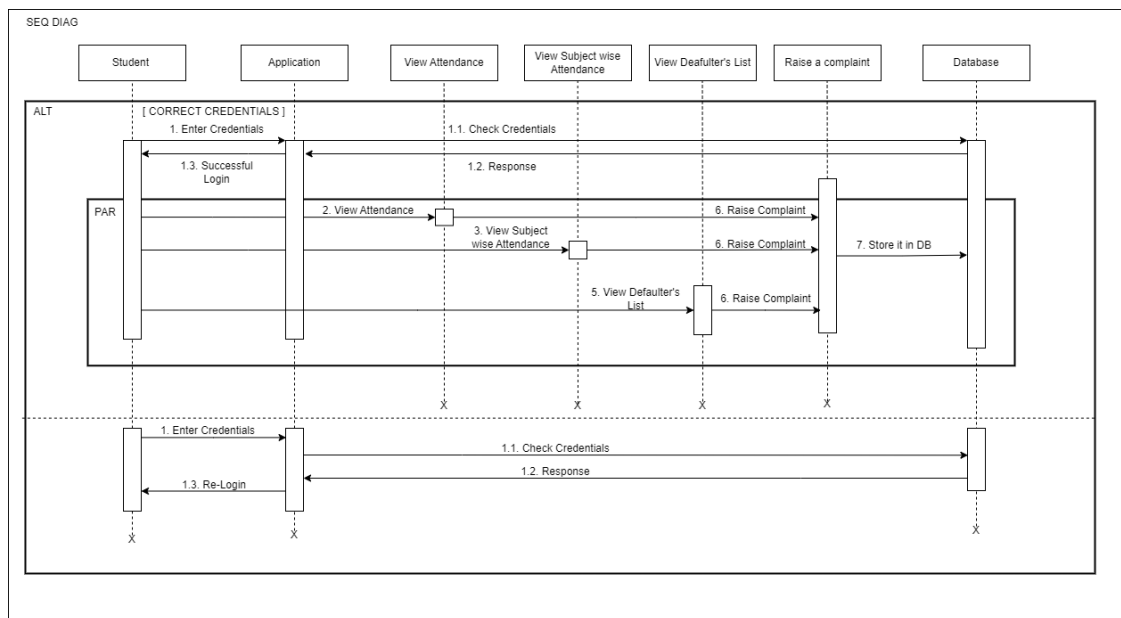 SEQ DIAG
Student
Application
View Attendance
View Subject wise
Attendance
View Deafulter's List
Raise a complaint
Database
ALT
[ CORRECT CREDENTIALS ]
1. Enter Credentials
1.1. Check Credentials
1.3. Successful
Login
1.2. Response
PAR
2. View Attendance
6. Raise Complaint
3. View Subject
wise Attendance
6. Raise Complaint
7. Store it in DB
5. View Defaulter's
List
6. Raise Complaint
X
X
X
X
1. Enter Credentials
1.1. Check Credentials
1.2. Response
1.3. Re-Login
X
X
X